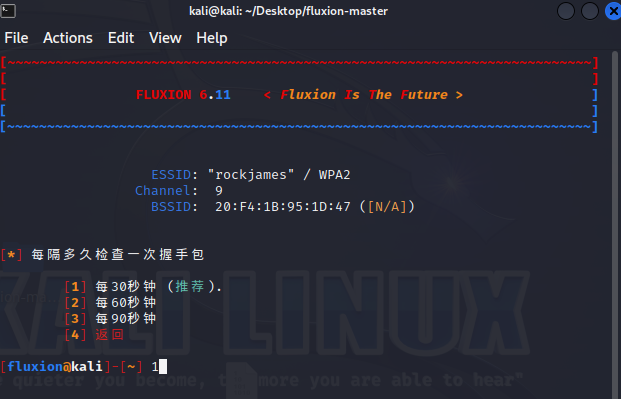 kali@kali: ~/Desktop/fluxion-master
File Actions Edit View Help
[~~~~~~~~~~~~~~~~~~~~~~~~~~~~~~~~~~~~~~~~~~~~~~~~~~~~~~~~~~~~~~~~~~~~~~~~~~]
[ ]
[ FLUXION 6.11 < Fluxion Is The Future > ]
[ ]
[~~~~~~~~~~~~~~~~~~~~~~~~~~~~~~~~~~~~~~~~~~~~~~~~~~~~~~~~~~~~~~~~~~~~~~~~~~]
ESSID: "rockjames" / WPA2
Channel: 9
BSSID: 20:F4:1B:95:1D:47 ([N/A])
[*] 每隔多久检查一次握手包
[1] 每30秒钟 (推荐).
[2] 每60秒钟
[3] 每90秒钟
[4] 返回
KALI LINUX
[fluxion@kali]-[~] 1
quieter you become, the more you are able to hear"